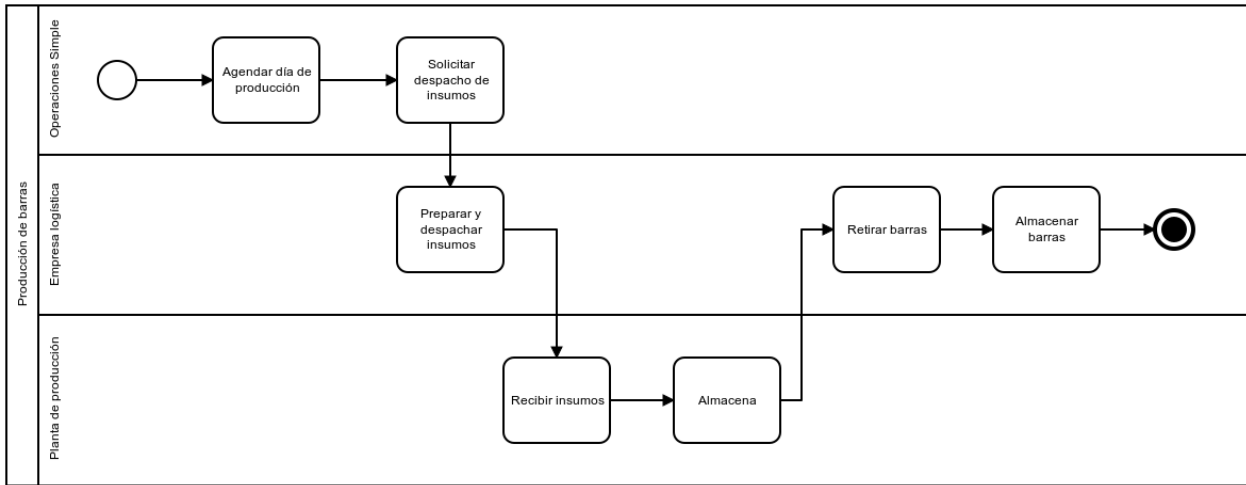 Producción de barras
Operaciones Simple
Agendar día de
producción
Solicitar
despacho de
insumos
Empresa logística
Preparar y
despachar
insumos
Retirar barras
Almacenar
barras
Planta de producción
Recibir insumos
Almacena